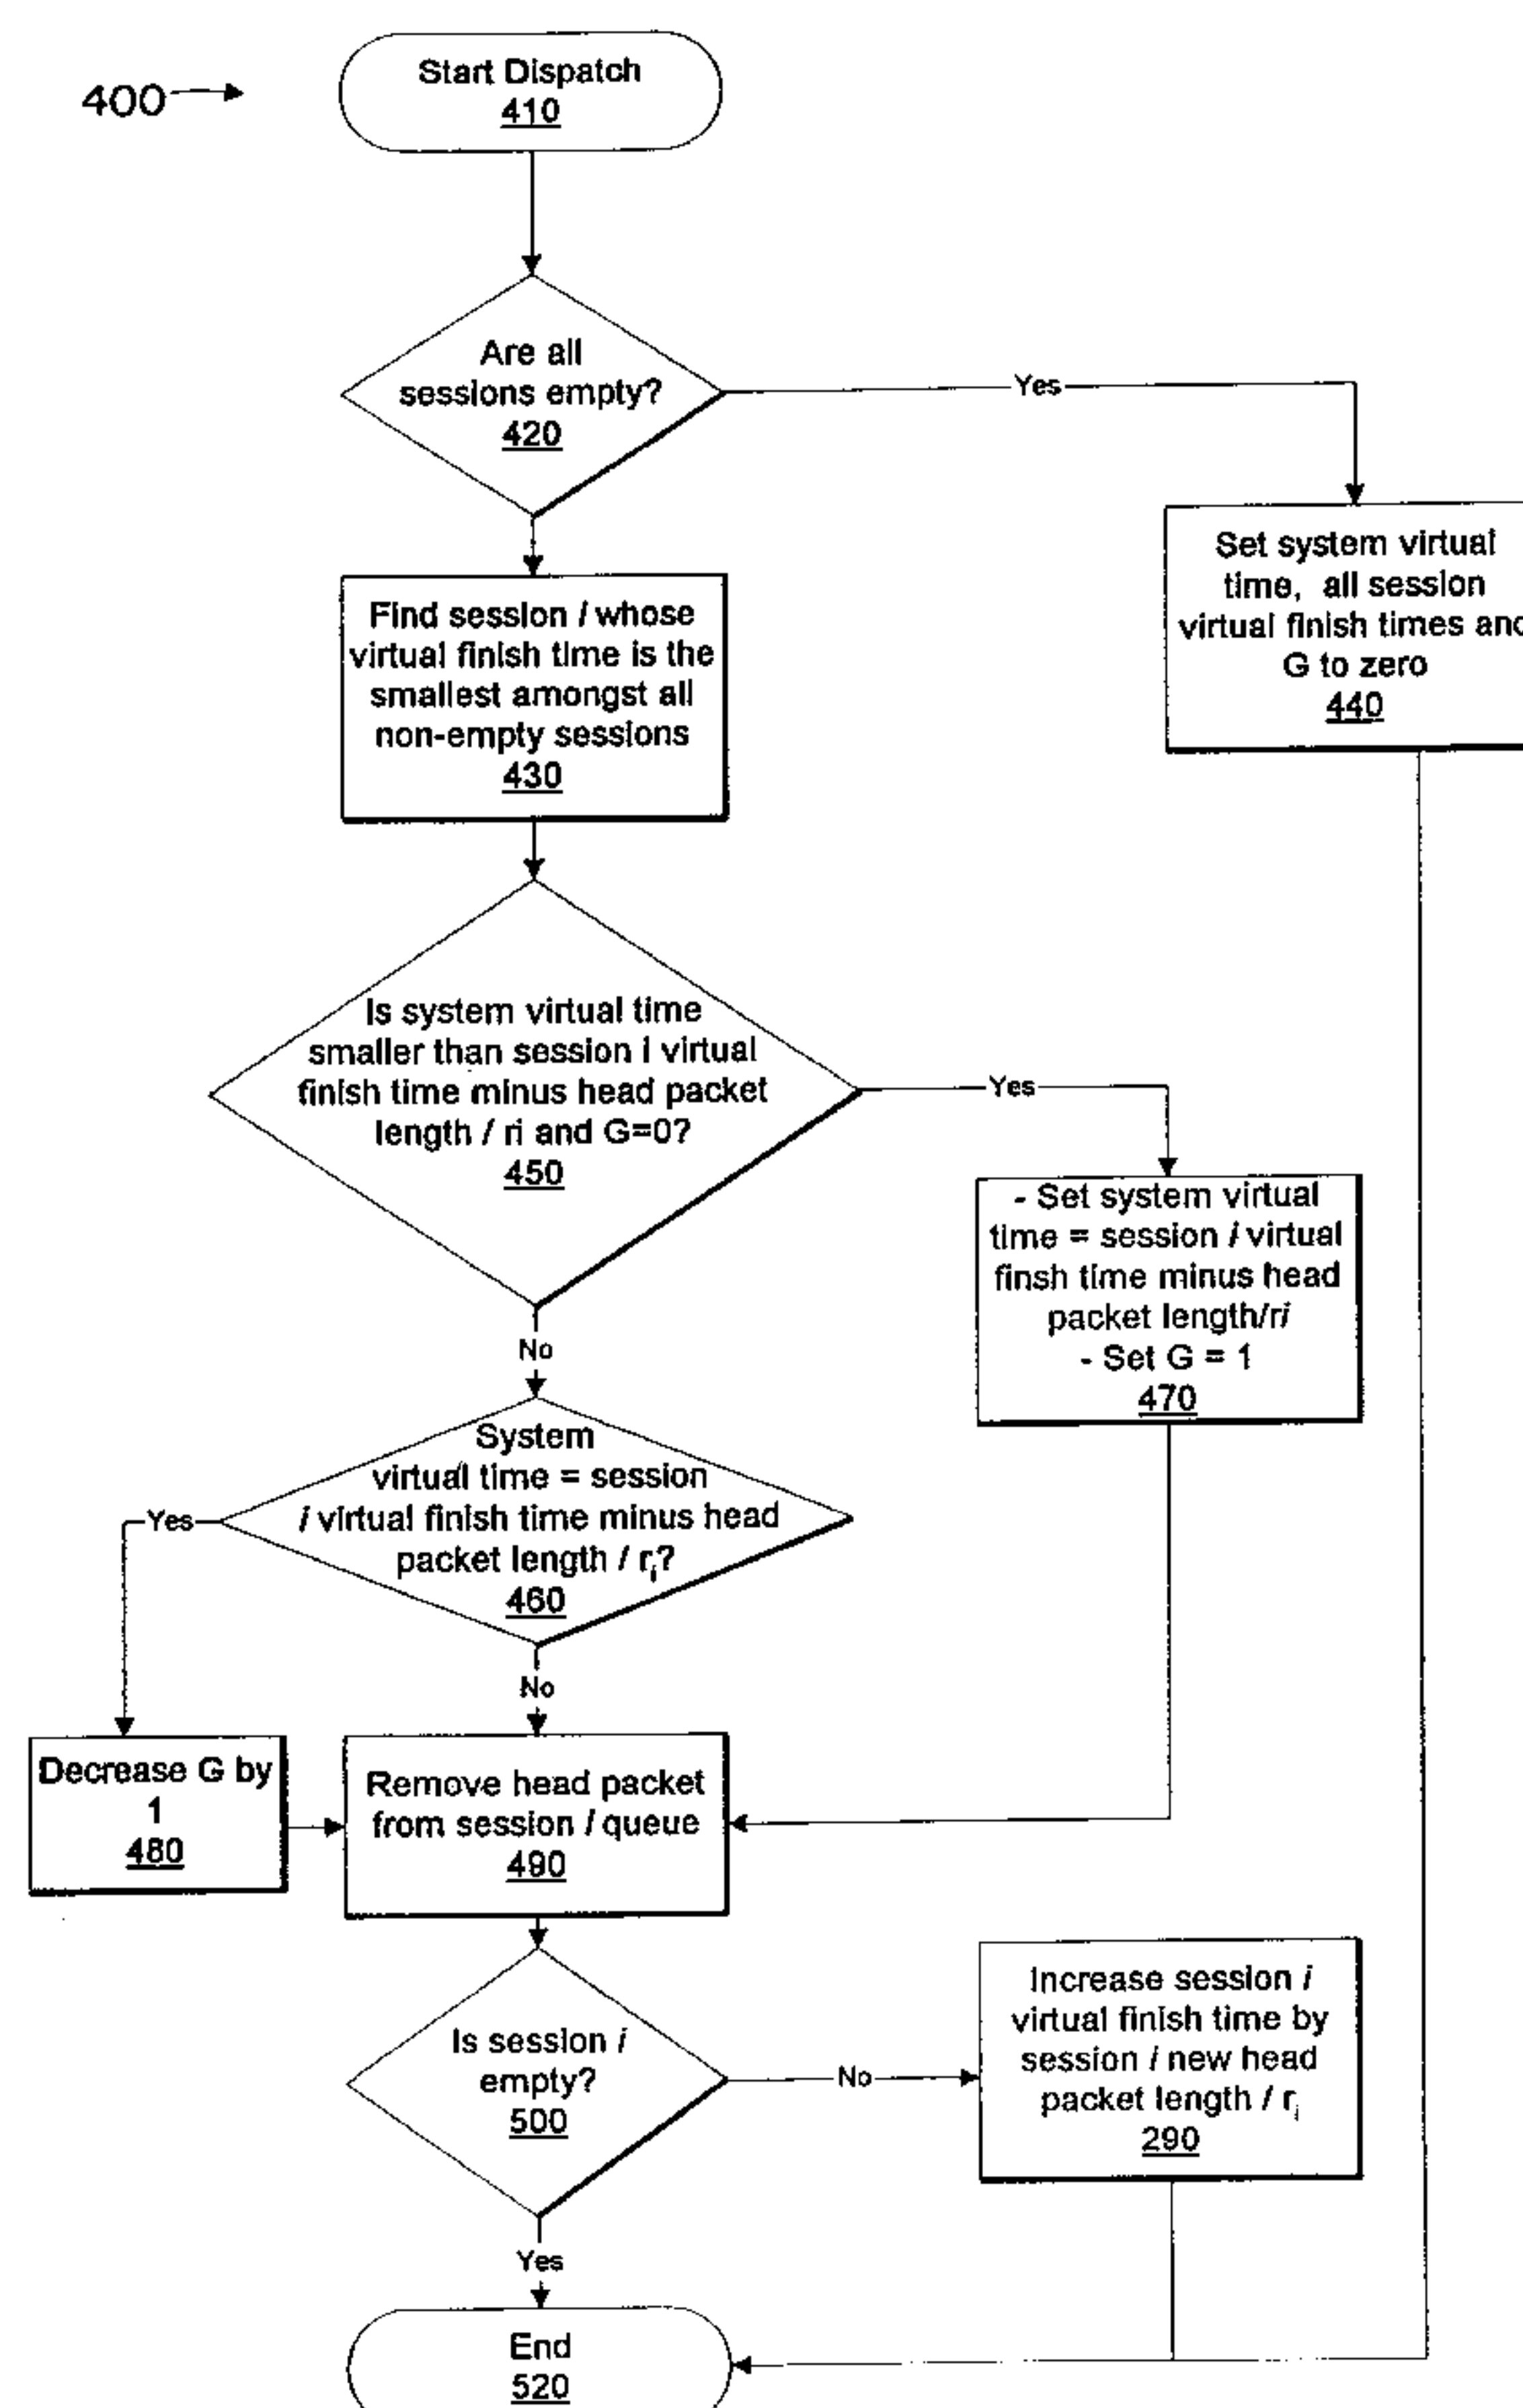 400
Start Dispatch
410
Are all
sessions empty?
420
Yes
Find session i whose
virtual finish time is the
smallest amongst all
non-empty sessions
430
Set system virtual
time, all session
virtual finish times and
G to zero
440
Is system virtual time
smaller than session i virtual
finish time minus head packet
length / ri and G=0?
450
Yes
No
- Set system virtual
time = session i virtual
finsh time minus head
packet length/ri
- Set G = 1
470
System
virtual time = session
i virtual finish time minus head
packet length / ri?
460
Yes
No
Decrease G by
1
480
Remove head packet
from session i queue
490
Is session i
empty?
500
No
Increase session i
virtual finish time by
session i new head
packet length / ri
290
Yes
End
520